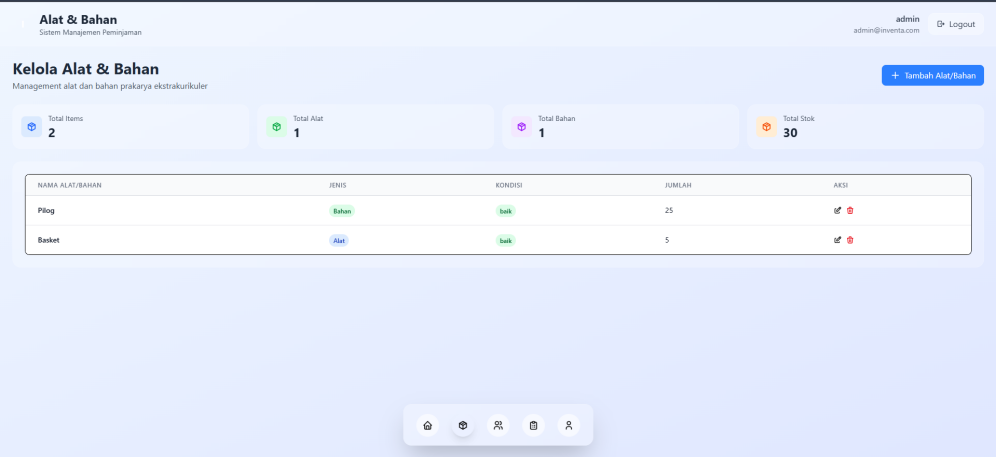 Alat & Bahan
Sistem Manajemen Peminjaman
admin
admin@inventa.com
Logout
Kelola Alat & Bahan
Management alat dan bahan prakarya ekstrakurikuler
+ Tambah Alat/Bahan
Total Items
2
Total Alat
1
Total Bahan
1
Total Stok
30
NAMA ALAT/BAHAN JENIS KONDISI JUMLAH AKSI
Pilog Bahan baik 25
Basket Alat baik 5